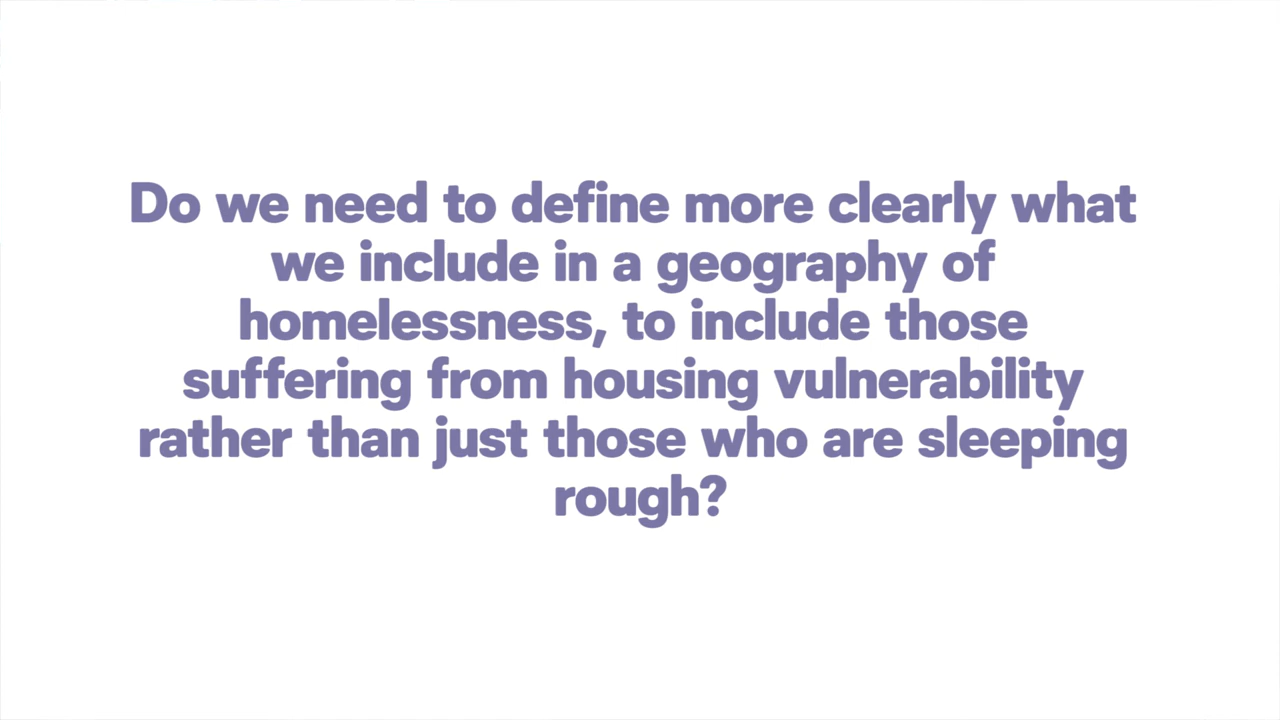 Do we need to define more clearly what
we include in a geography of
homelessness, to include those
suffering from housing vulnerability
rather than just those who are sleeping
rough?